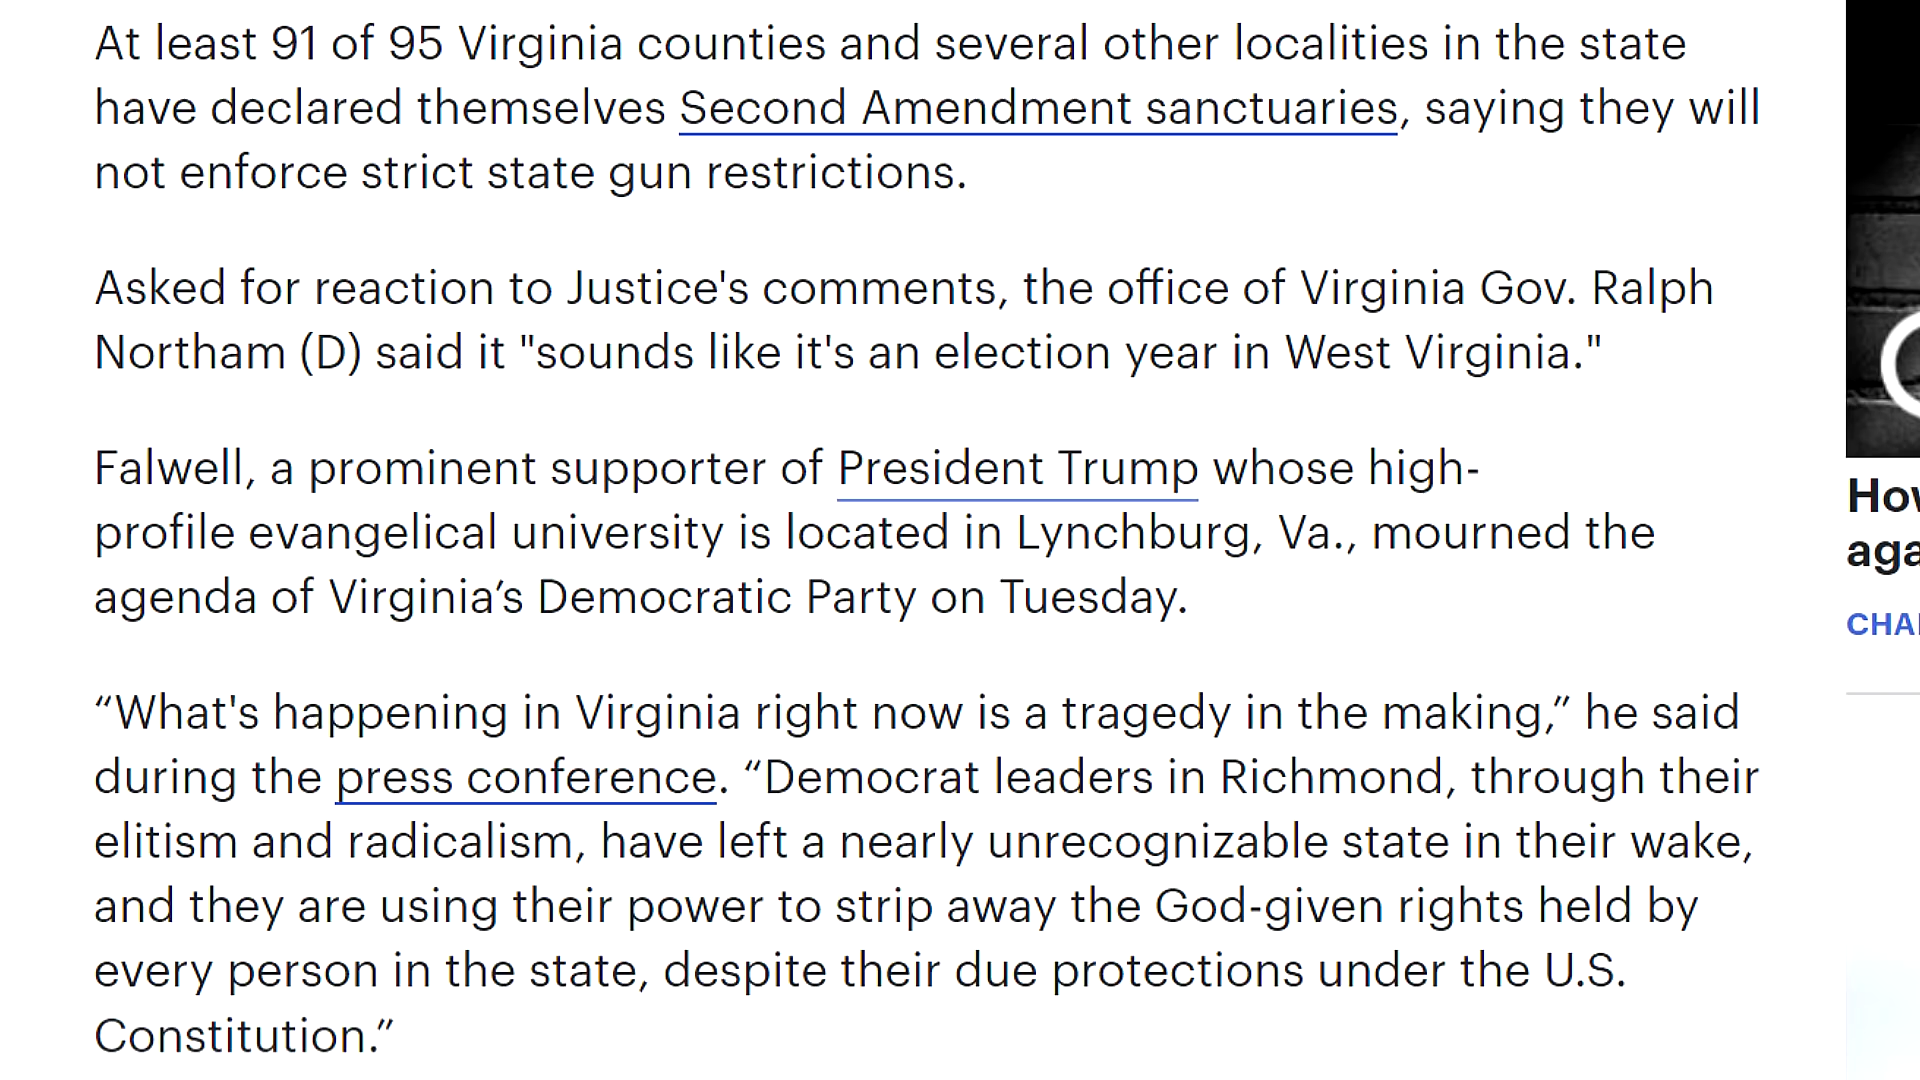 At least 91 of 95 Virginia counties and several other localities in the state
have declared themselves Second Amendment sanctuaries, saying they will
not enforce strict state gun restrictions.
Asked for reaction to Justice's comments, the office of Virginia Gov. Ralph
Northam (D) said it "sounds like it's an election year in West Virginia."
Falwell, a prominent supporter of President Trump whose high-
profile evangelical university is located in Lynchburg, Va., mourned the
agenda of Virginia’s Democratic Party on Tuesday.
“What's happening in Virginia right now is a tragedy in the making,” he said
during the press conference. “Democrat leaders in Richmond, through their
elitism and radicalism, have left a nearly unrecognizable state in their wake,
and they are using their power to strip away the God-given rights held by
every person in the state, despite their due protections under the U.S.
Constitution.”